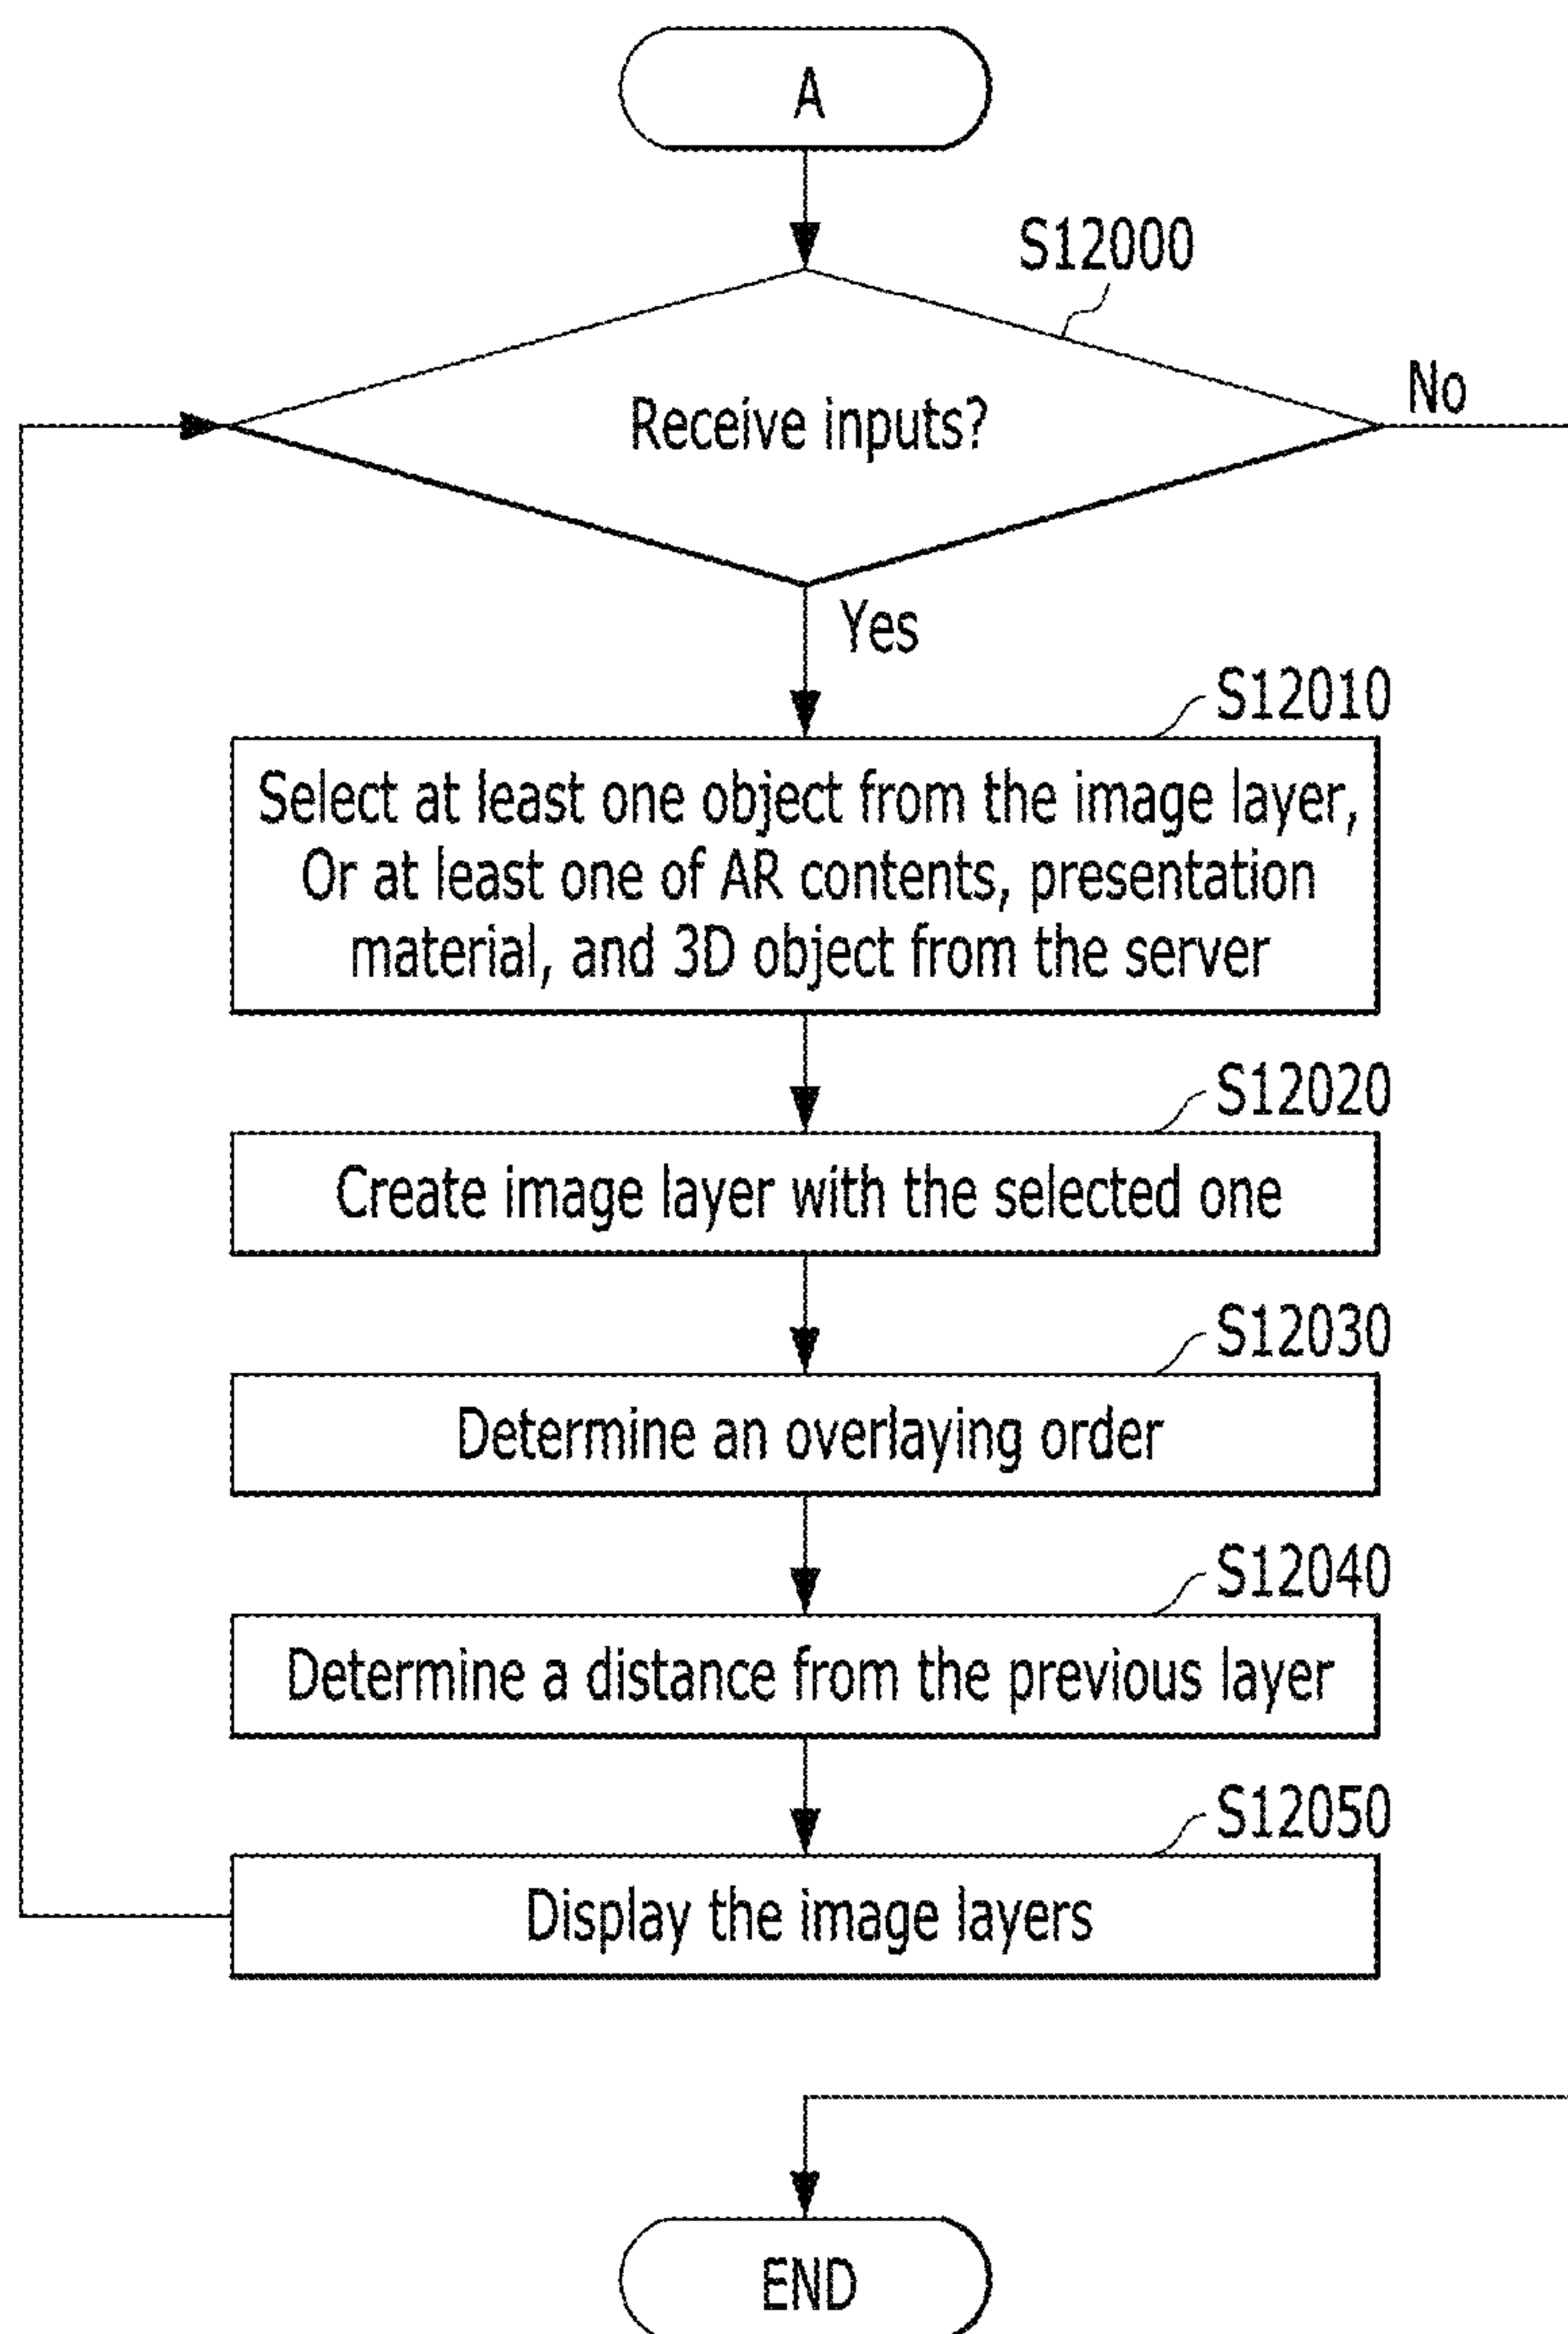 A
S12000
Receive inputs?
No
Yes
S12010
Select at least one object from the image layer,
Or at least one of AR contents, presentation
material, and 3D object from the server
S12020
Create image layer with the selected one
S12030
Determine an overlaying order
S12040
Determine a distance from the previous layer
S12050
Display the image layers
END